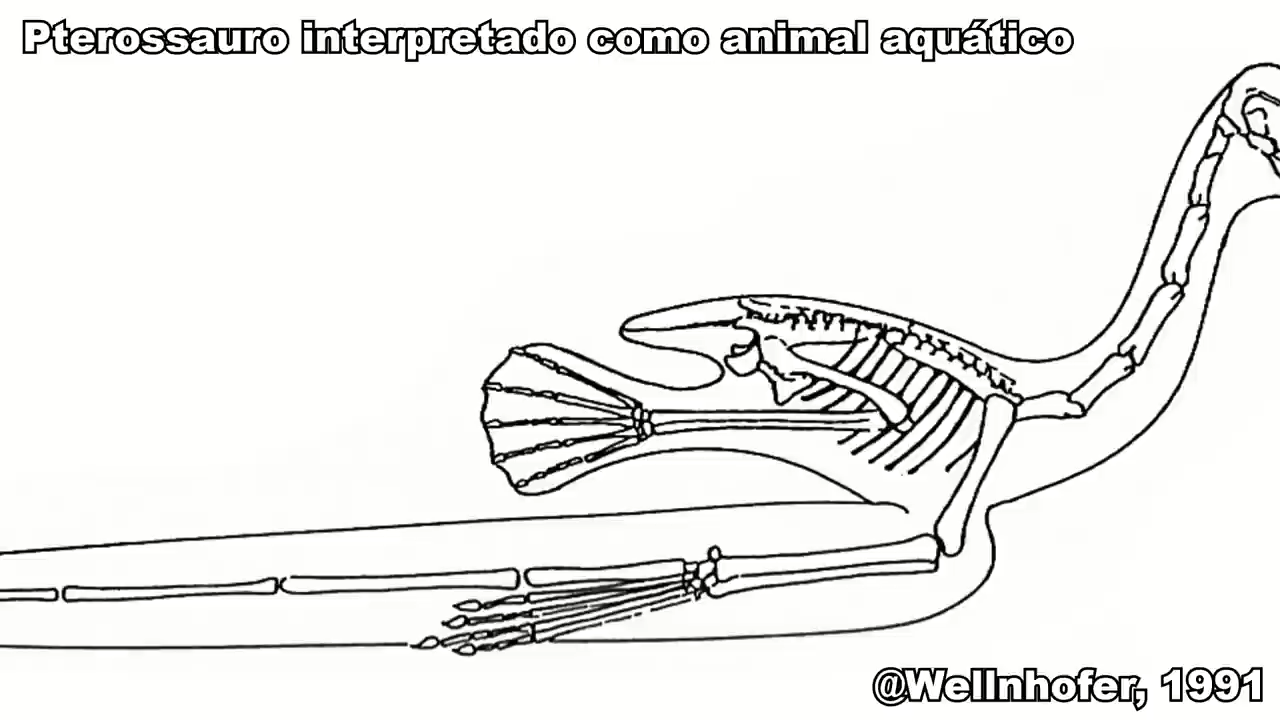 Pterossauro interpretado como animal aquático
@Wellnhofer, 1991